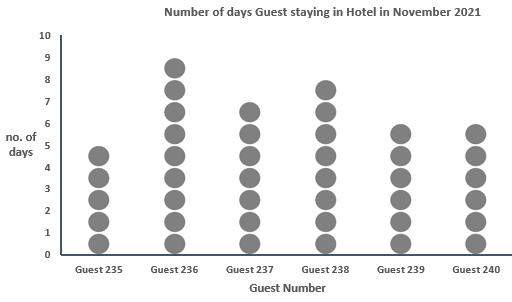 Number of days Guest staying in Hotel in November 2021
10
9
8
7
6
5
4
3
2
1
0
no. of
days
Guest 235 Guest 236 Guest 237 Guest 238 Guest 239 Guest 240
Guest Number